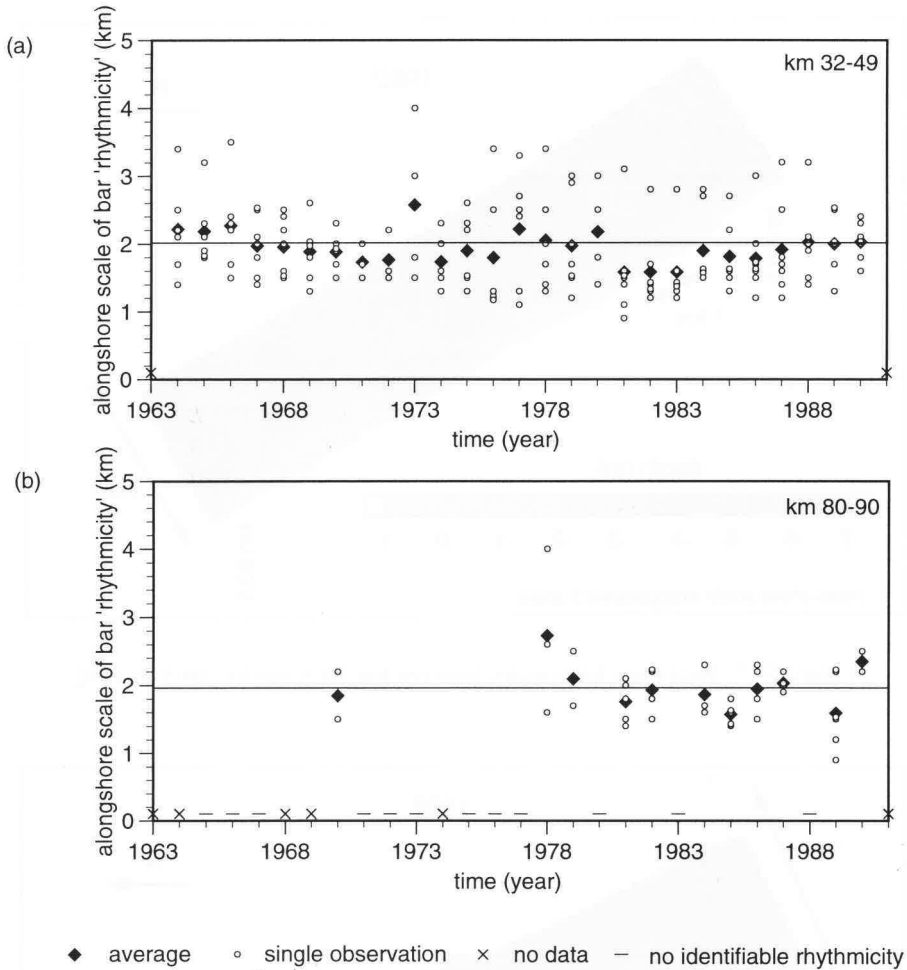 (a)
alongshore scale of bar 'rhythmicity' (km)
5
4
3
2
1
0
km 32-49
1963 1968 1973 1978 1983 1988
time (year)
(b)
alongshore scale of bar 'rhythmicity' (km)
5
4
3
2
1
0
km 80-90
1963 1968 1973 1978 1983 1988
time (year)
average single observation no data no identifiable rhythmicity